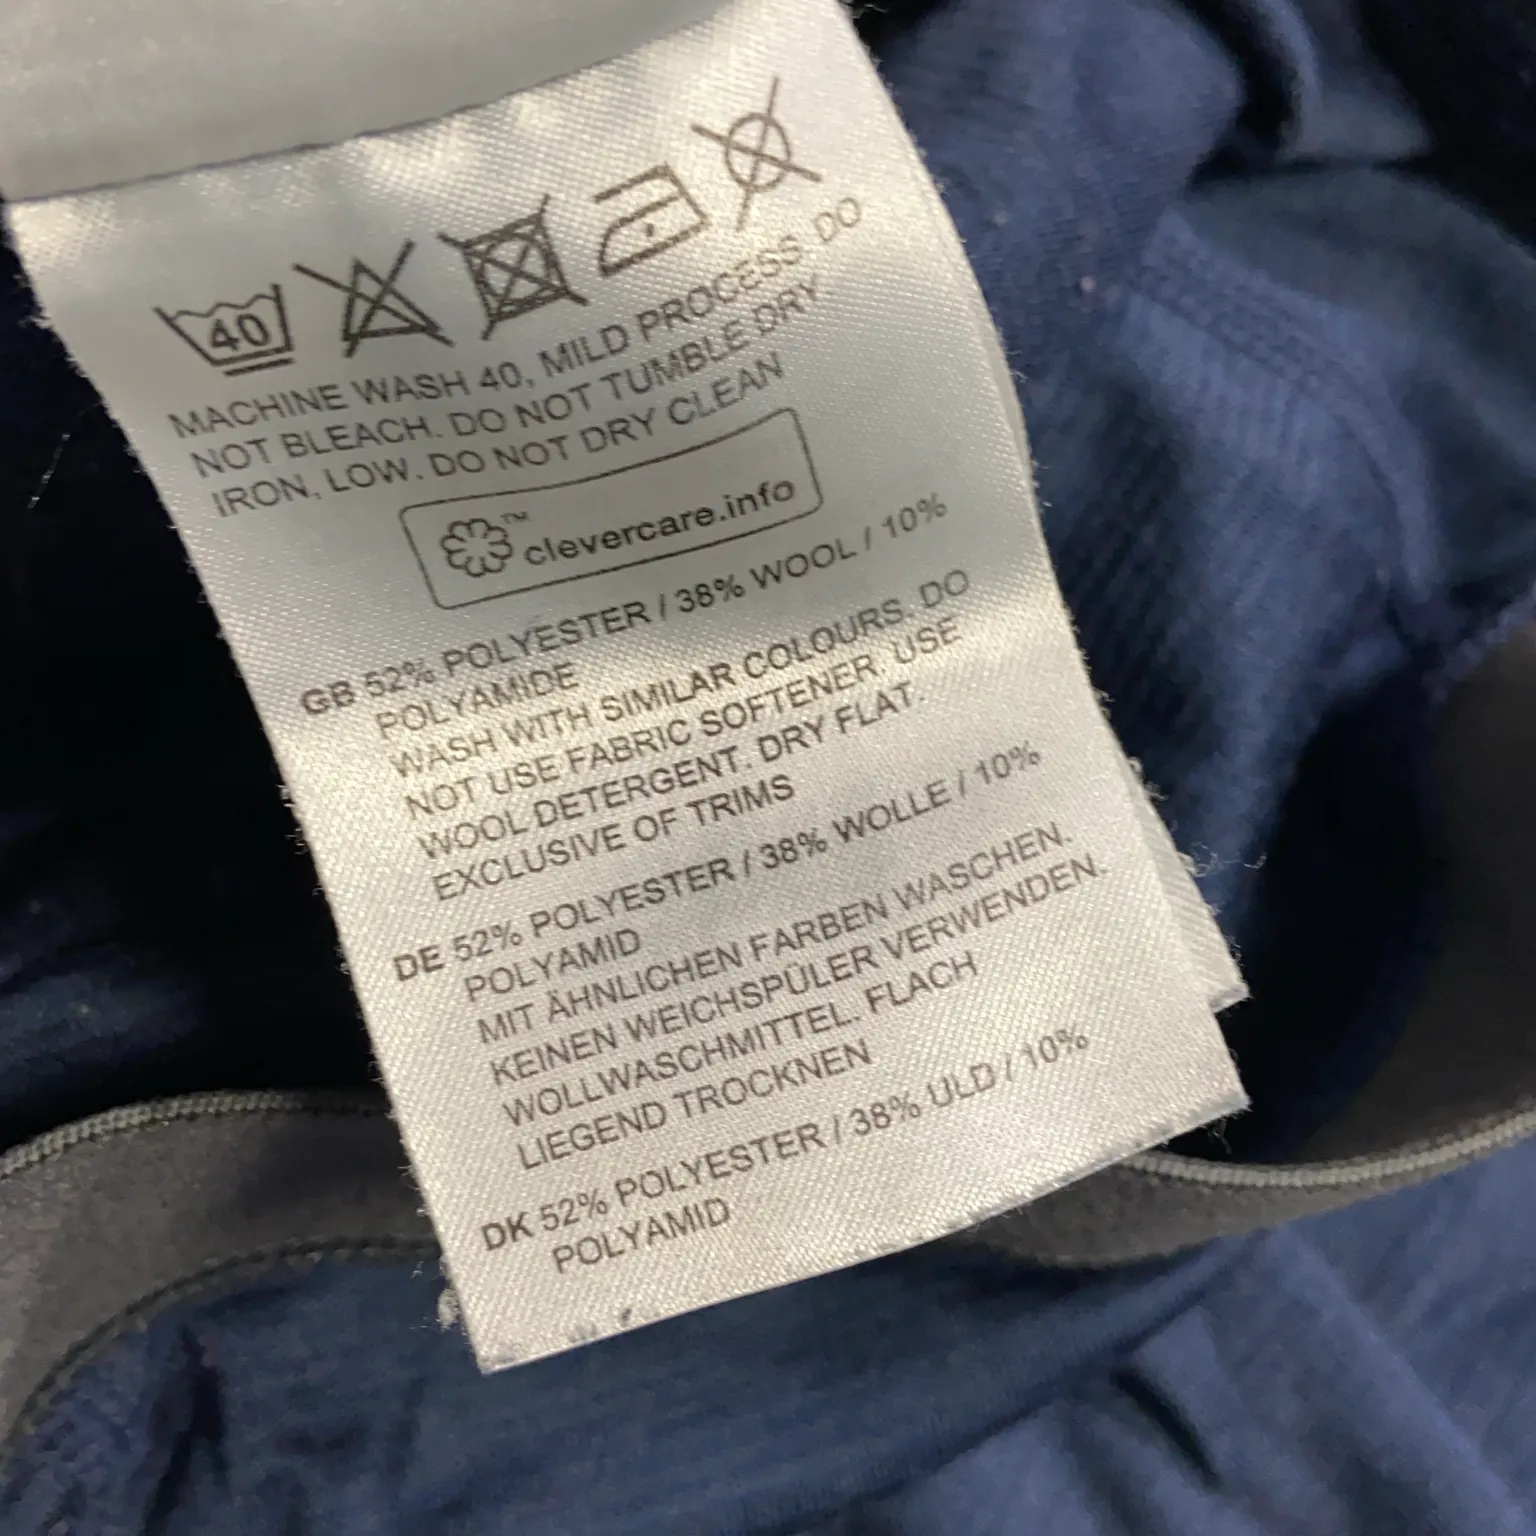 40
MACHINE WASH 40, MILD PROCESS. DO
NOT BLEACH. DO NOT TUMBLE DRY
IRON, LOW. DO NOT DRY CLEAN
™ clevercare.info
GB 52% POLYESTER / 38% WOOL / 10%
POLYAMIDE
WASH WITH SIMILAR COLOURS. DO
NOT USE FABRIC SOFTENER. USE
WOOL DETERGENT. DRY FLAT.
EXCLUSIVE OF TRIMS
DE 52% POLYESTER / 38% WOLLE / 10%
POLYAMID
MIT ÄHNLICHEN FARBEN WASCHEN.
KEINEN WEICHSPÜLER VERWENDEN.
WOLLWASCHMITTEL. FLACH
LIEGEND TROCKNEN
DK 52% POLYESTER / 38% ULD / 10%
POLYAMID